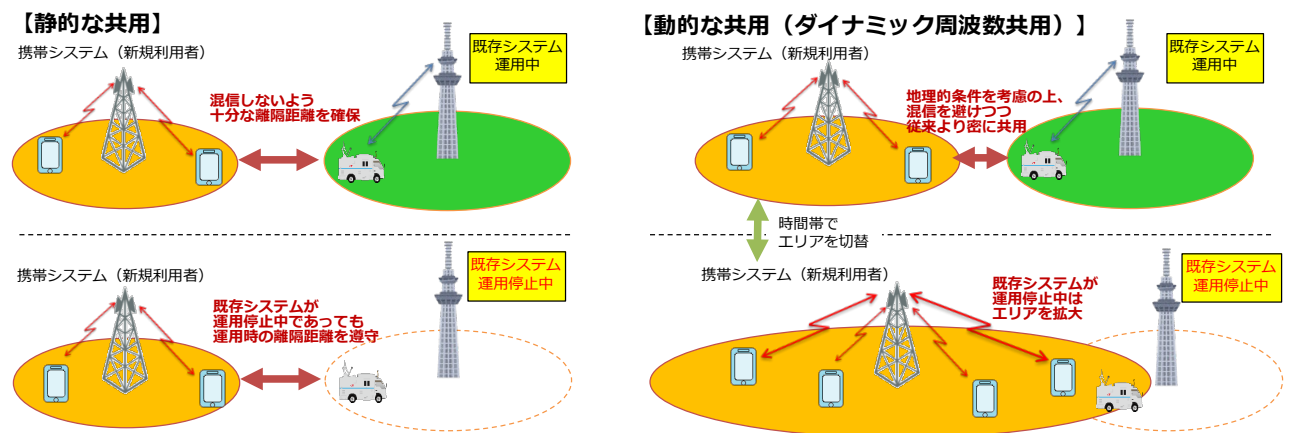 【静的な共用】
携帯システム（新規利用者）
既存システム
運用中
混信しないよう
十分な離隔距離を確保
携帯システム（新規利用者）
既存システム
運用停止中
既存システムが
運用停止中であっても
運用時の離隔距離を遵守
【動的な共用（ダイナミック周波数共用）】
携帯システム（新規利用者）
既存システム
運用中
地理的条件を考慮の上、
混信を避けつつ
従来より密に共用
時間帯で
エリアを切替
携帯システム（新規利用者）
既存システムが
運用停止中は
エリアを拡大
既存システム
運用停止中